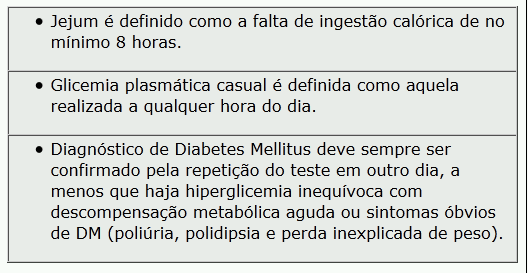 • Jejum é definido como a falta de ingestão calórica de no
mínimo 8 horas.
• Glicemia plasmática casual é definida como aquela
realizada a qualquer hora do dia.
• Diagnóstico de Diabetes Mellitus deve sempre ser
confirmado pela repetição do teste em outro dia, a
menos que haja hiperglicemia inequívoca com
descompensação metabólica aguda ou sintomas óbvios
de DM (poliúria, polidipsia e perda inexplicada de peso).